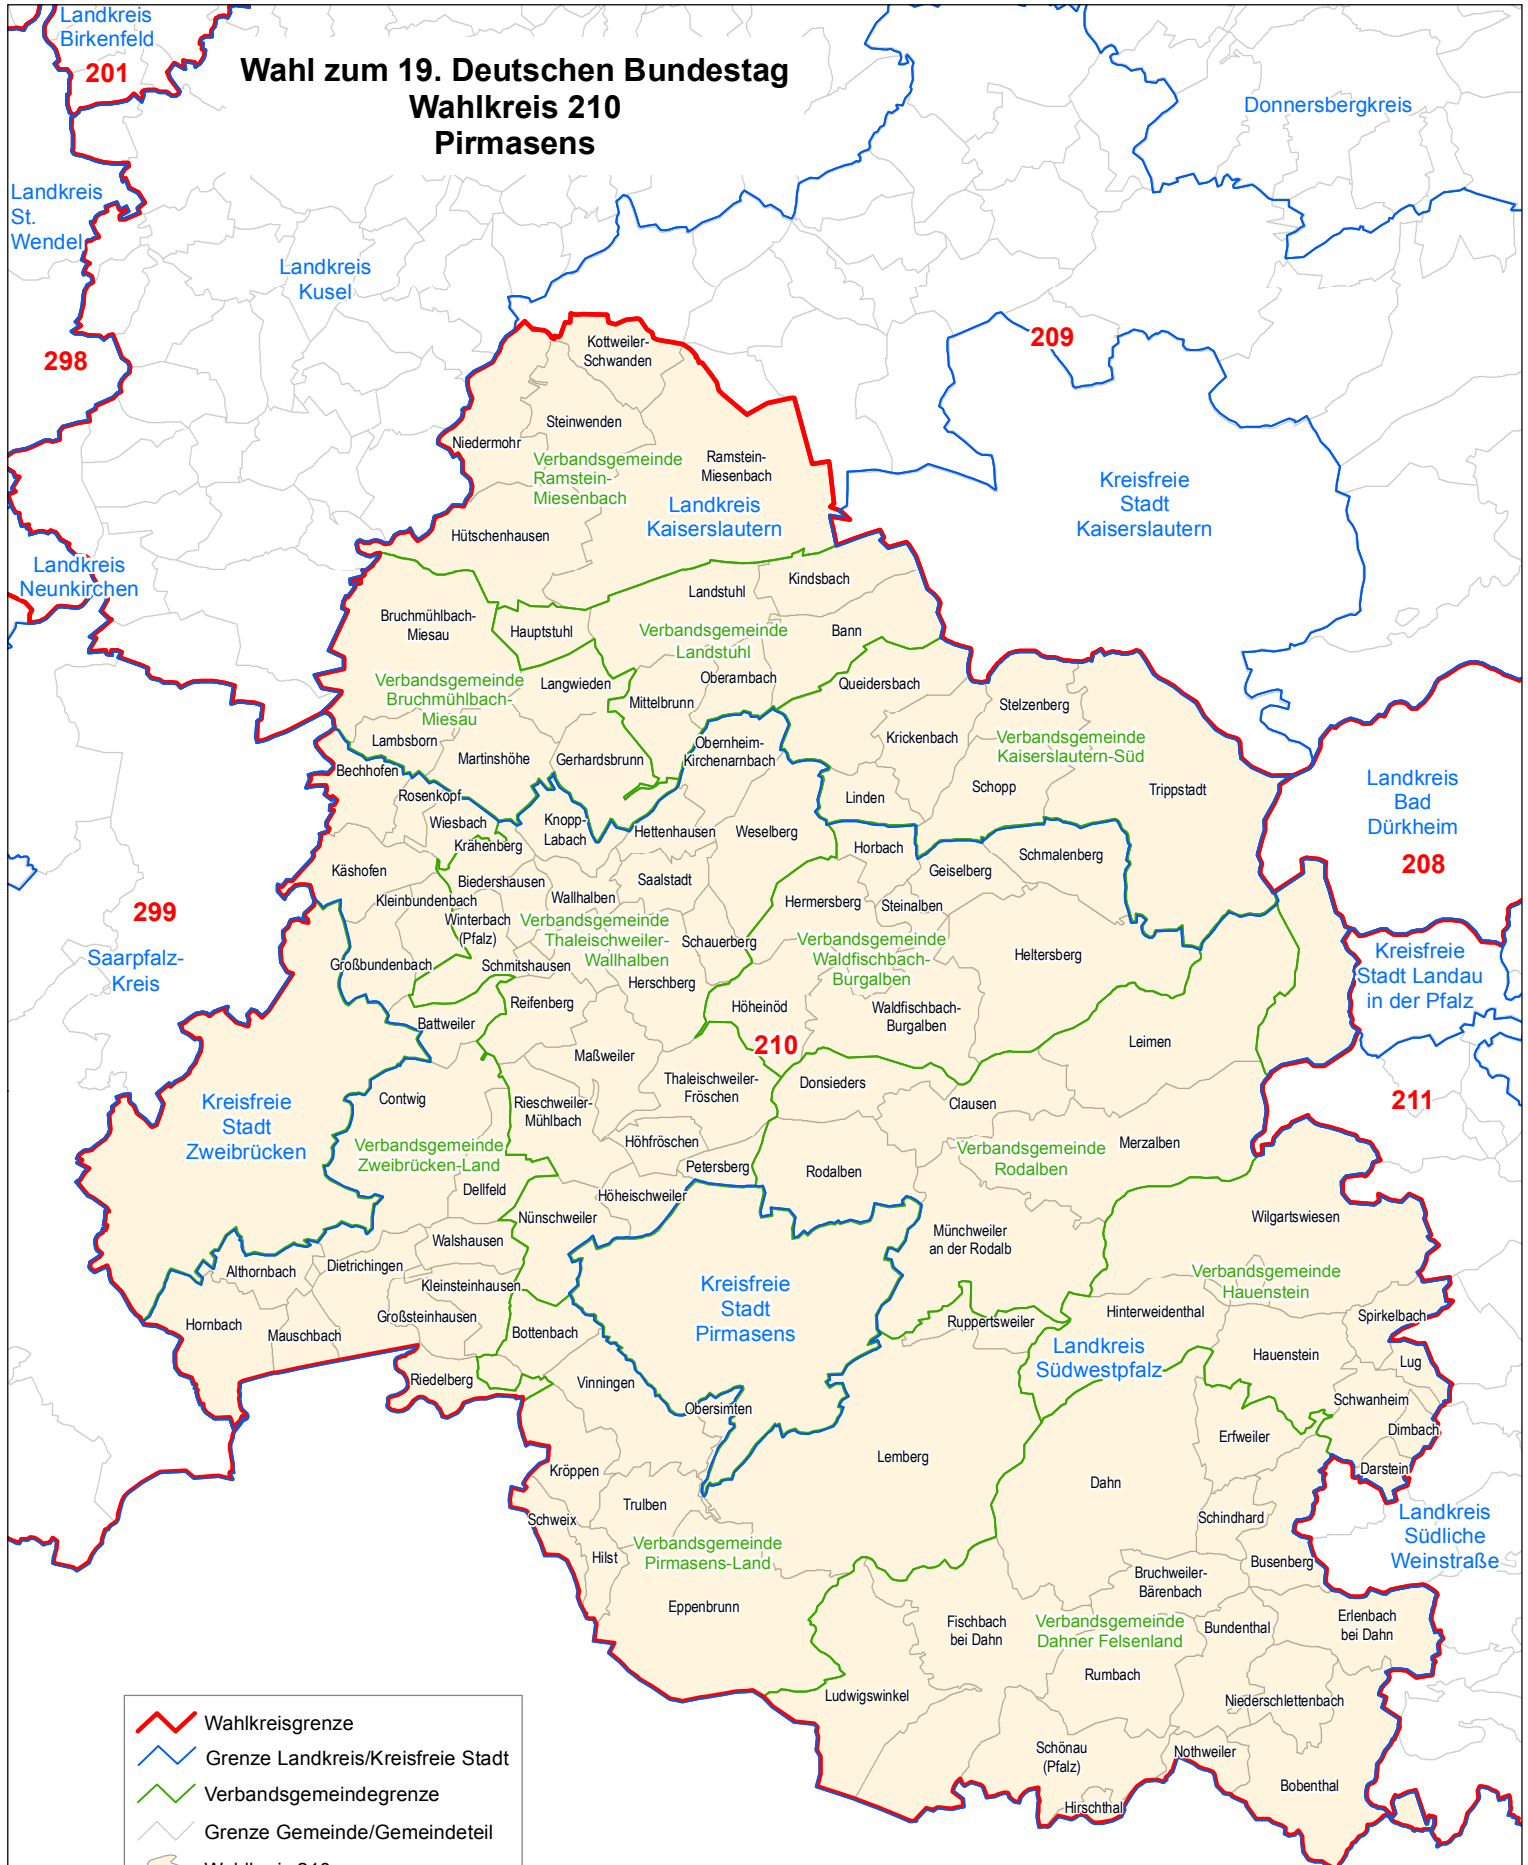 Landkreis
Birkenfeld
201
Wahl zum 19. Deutschen Bundestag
Wahlkreis 210
Pirmasens
Donnersbergkreis
Landkreis
St.
Wendel
Landkreis
Kusel
298
209
Kottweiler-
Schwanden
Steinwenden
Niedermohr
Verbandsgemeinde
Ramstein-
Miesenbach
Ramstein-
Miesenbach
Landkreis
Kaiserslautern
Kreisfreie
Stadt
Kaiserslautern
Hütschenhausen
Landkreis
Neunkirchen
Kindsbach
Landstuhl
Bruchmühlbach-
Miesau
Hauptstuhl
Verbandsgemeinde
Landstuhl
Bann
Verbandsgemeinde
Bruchmühlbach-
Miesau
Langwieden
Oberarnbach
Mittelbrunn
Queidersbach
Stelzenberg
Lambsborn
Martinshöhe
Gerhardsbrunn
Obernheim-
Kirchenarnbach
Krickenbach
Verbandsgemeinde
Kaiserslautern-Süd
Bechhofen
Rosenkopf
Linden
Schopp
Trippstadt
Landkreis
Bad
Dürkheim
208
Wiesbach
Knopp-
Labach
Hettenhausen
Weselberg
Krähenberg
Horbach
Schmalenberg
Käshofen
Geiselberg
Biedershausen
Saalstadt
Kleinbundenbach
Wallhalben
Hermersberg
Steinalben
299
Winterbach
(Pfalz)
Verbandsgemeinde
Thaleischweiler-
Wallhalben
Schauerberg
Verbandsgemeinde
Waldfischbach-
Burgalben
Heltersberg
Saarpfalz-
Kreis
Kreisfreie
Stadt Landau
in der Pfalz
Großbundenbach
Schmitshausen
Herschberg
Reifenberg
Höheinöd
Waldfischbach-
Burgalben
Battweiler
210
Leimen
Maßweiler
Thaleischweiler-
Fröschen
Donsieders
Kreisfreie
Stadt
Zweibrücken
Contwig
Rieschweiler-
Mühlbach
Clausen
211
Verbandsgemeinde
Zweibrücken-Land
Höhfröschen
Merzalben
Verbandsgemeinde
Rodalben
Petersberg
Rodalben
Dellfeld
Höheischweiler
Nünschweiler
Wilgartswiesen
Walshausen
Münchweiler
an der Rodalb
Althornbach
Dietrichingen
Kleinsteinhausen
Verbandsgemeinde
Hauenstein
Kreisfreie
Stadt
Pirmasens
Hinterweidenthal
Spirkelbach
Hornbach
Mauschbach
Großsteinhausen
Bottenbach
Ruppertsweiler
Landkreis
Südwestpfalz
Hauenstein
Lug
Riedelberg
Vinningen
Schwanheim
Obersimten
Dimbach
Erfweiler
Lemberg
Darstein
Kröppen
Dahn
Trulben
Schweix
Schindhard
Landkreis
Südliche
Weinstraße
Verbandsgemeinde
Pirmasens-Land
Hilst
Busenberg
Bruchweiler-
Bärenbach
Eppenbrunn
Fischbach
bei Dahn
Verbandsgemeinde
Dahner Felsenland
Bundenthal
Erlenbach
bei Dahn
Rumbach
Ludwigswinkel
Niederschlettenbach
Schönau
(Pfalz)
Nothweiler
Bobenthal
Hirschthal
Wahlkreisgrenze
Grenze Landkreis/Kreisfreie Stadt
Verbandsgemeindegrenze
Grenze Gemeinde/Gemeindeteil